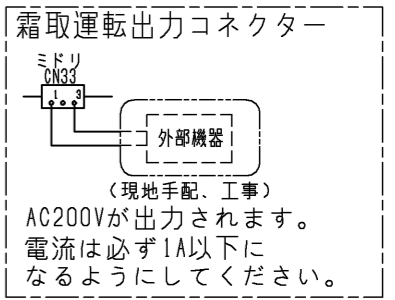 霜取運転出力コネクター
ミドリ
CN33
1 3
外部機器
(現地手配、工事)
AC200Vが出力されます。
電流は必ず1A以下に
なるようにしてください。